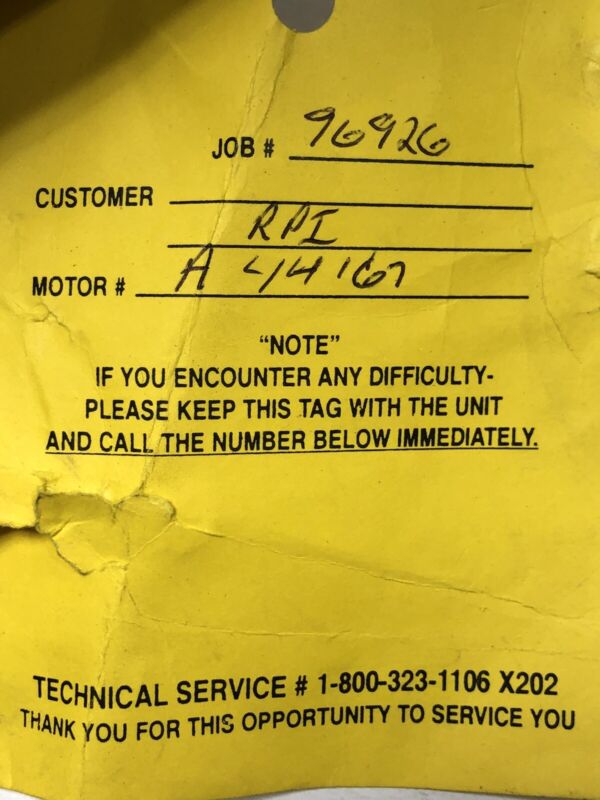 JOB # 96926
CUSTOMER
RPI
MOTOR # A 44167
“NOTE”
IF YOU ENCOUNTER ANY DIFFICULTY-
PLEASE KEEP THIS TAG WITH THE UNIT
AND CALL THE NUMBER BELOW IMMEDIATELY.
TECHNICAL SERVICE # 1-800-323-1106 X202
THANK YOU FOR THIS OPPORTUNITY TO SERVICE YOU